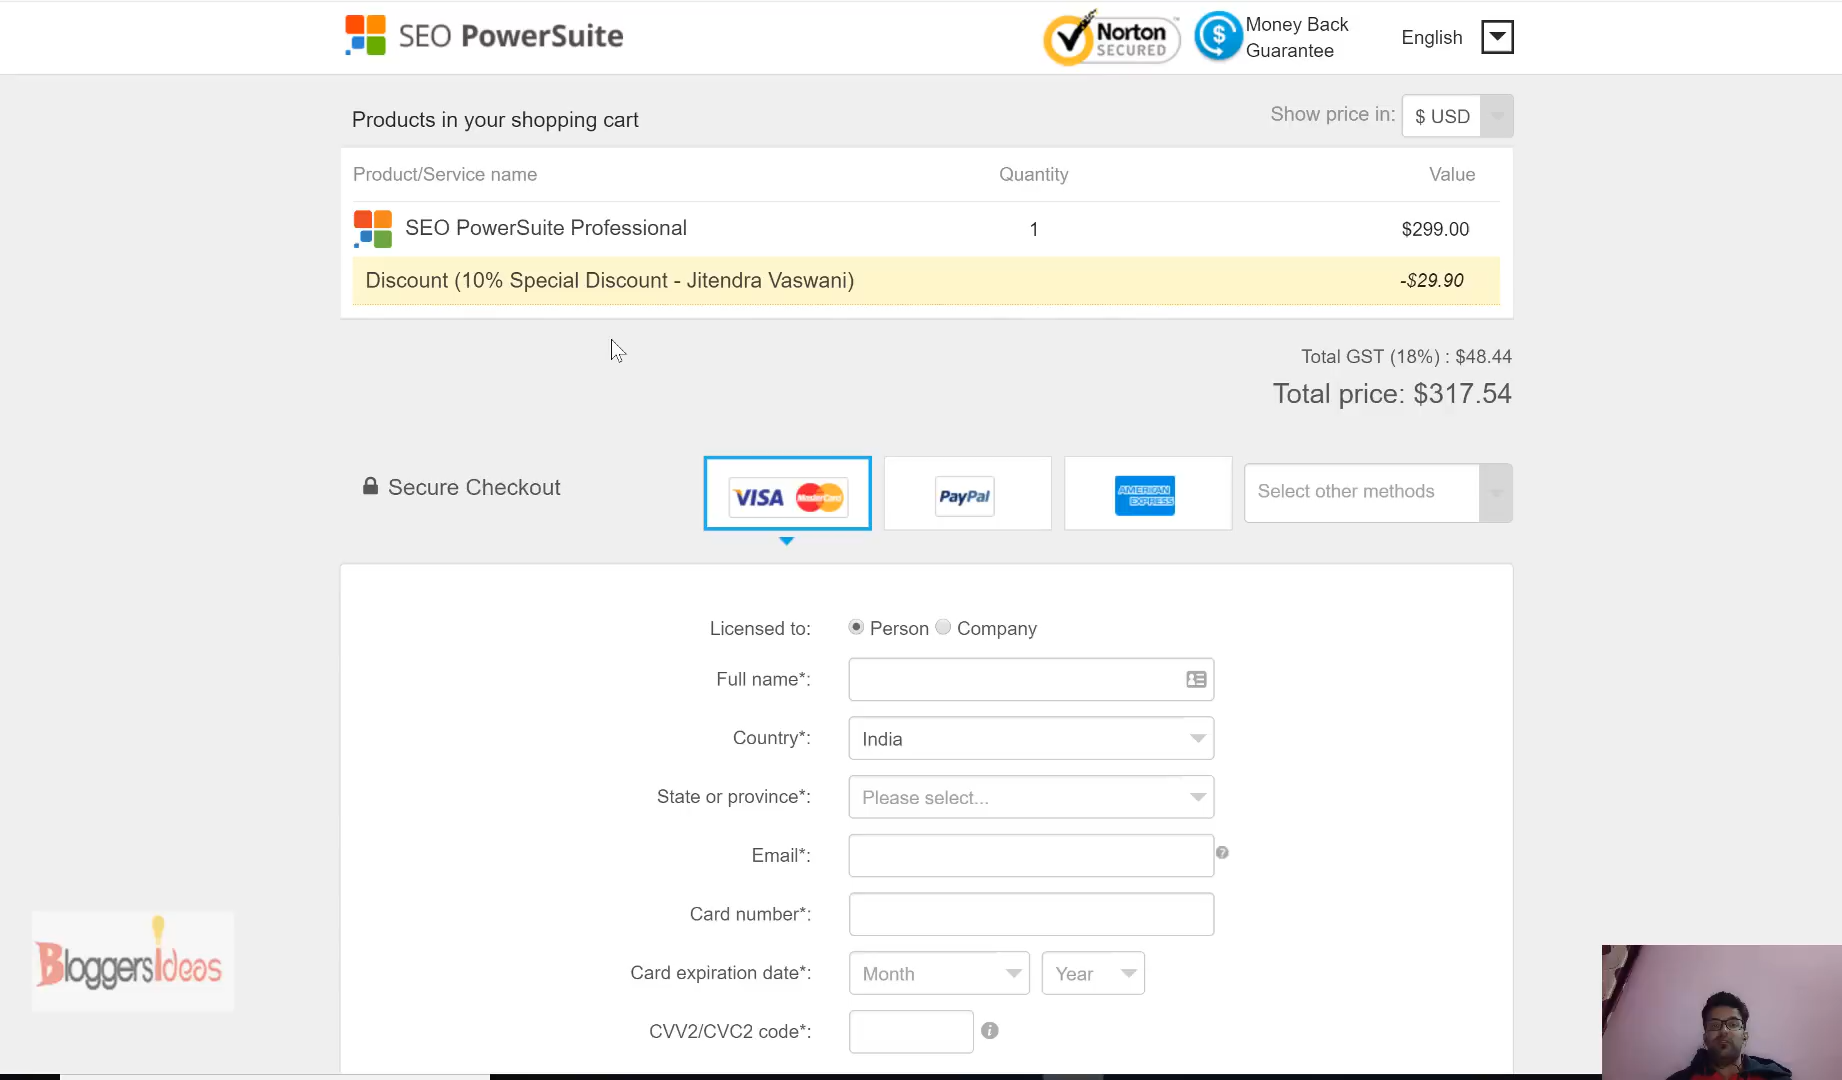 SEO PowerSuite
Norton
SECURED
Money Back
Guarantee
English
Products in your shopping cart
Show price in:
$ USD
Product/Service name
Quantity
Value
SEO PowerSuite Professional
1
$299.00
Discount (10% Special Discount - Jitendra Vaswani)
-$29.90
Total GST (18%) : $48.44
Total price: $317.54
Secure Checkout
VISA
MasterCard
PayPal
AMERICAN
EXPRESS
Select other methods
Licensed to:
Person
Company
Full name*:
Country*:
India
State or province*:
Please select...
Email*:
Card number*:
Card expiration date*:
Month
Year
CVV2/CVC2 code*:
BloggersIdeas